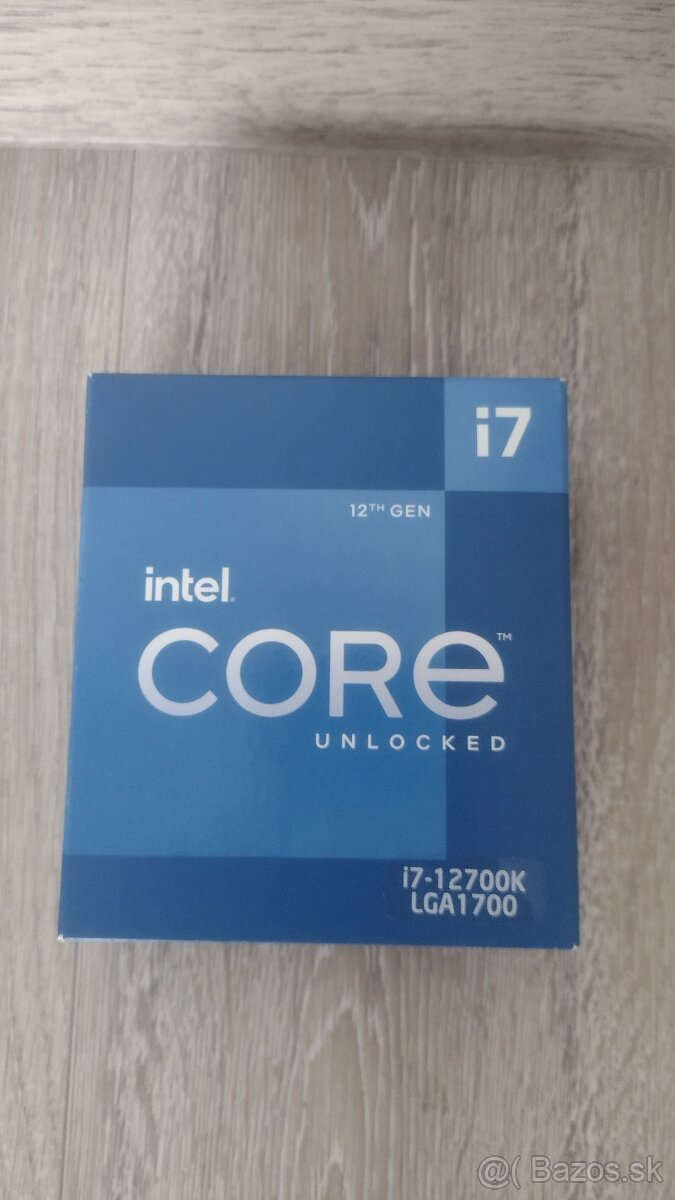 i7
12TH GEN
intel.
CORE™
UNLOCKED
i7-12700K
LGA1700
@( Bazos.sk